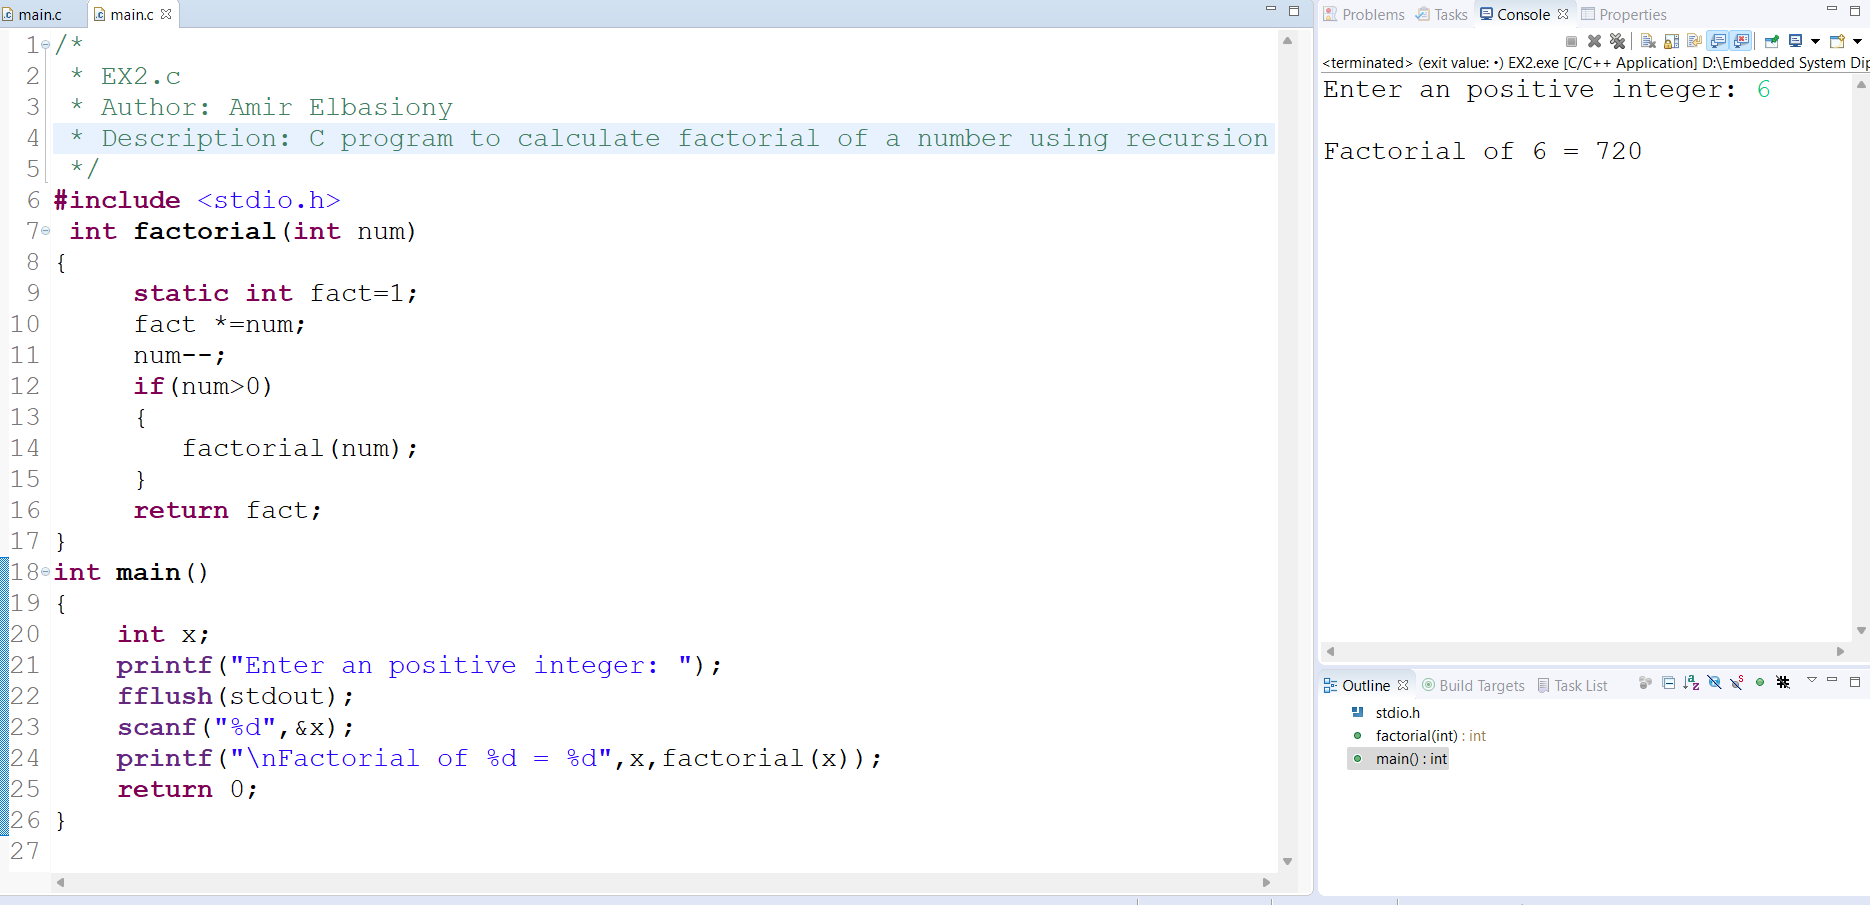 main.c main.c
1 /*
2 * EX2.c
3 * Author: Amir Elbasiony
4 * Description: C program to calculate factorial of a number using recursion
5 */
6 #include <stdio.h>
7 int factorial(int num)
8 {
9 static int fact=1;
10 fact *=num;
11 num--;
12 if(num>0)
13 {
14 factorial(num);
15 }
16 return fact;
17 }
18 int main()
19 {
20 int x;
21 printf("Enter an positive integer: ");
22 fflush(stdout);
23 scanf("%d",&x);
24 printf("\nFactorial of %d = %d",x,factorial(x));
25 return 0;
26 }
27
Problems Tasks Console Properties
<terminated> (exit value: •) EX2.exe [C/C++ Application] D:\Embedded System Dip
Enter an positive integer: 6
Factorial of 6 = 720
Outline Build Targets Task List
stdio.h
factorial(int) : int
main() : int